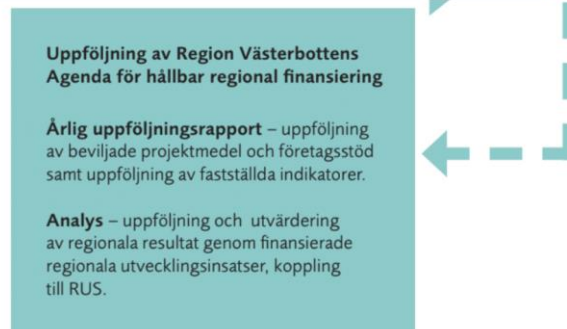 Uppföljning av Region Västerbottens
Agenda för hållbar regional finansiering
Årlig uppföljningsrapport – uppföljning
av beviljade projektmedel och företagsstöd
samt uppföljning av fastställda indikatorer.
Analys – uppföljning och utvärdering
av regionala resultat genom finansierade
regionala utvecklingsinsatser, koppling
till RUS.